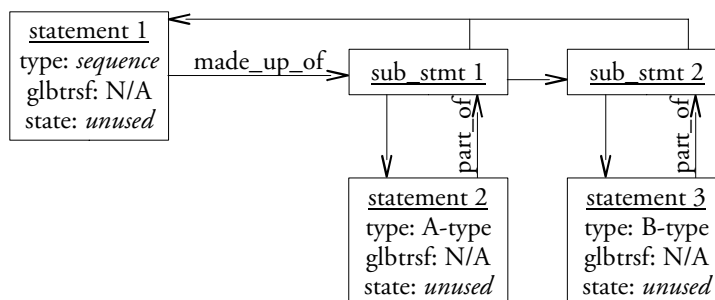 statement 1
type: sequence
glbtrsf: N/A
state: unused
made_up_of
sub_stmt 1
sub_stmt 2
part_of
part_of
statement 2
type: A-type
glbtrsf: N/A
state: unused
statement 3
type: B-type
glbtrsf: N/A
state: unused